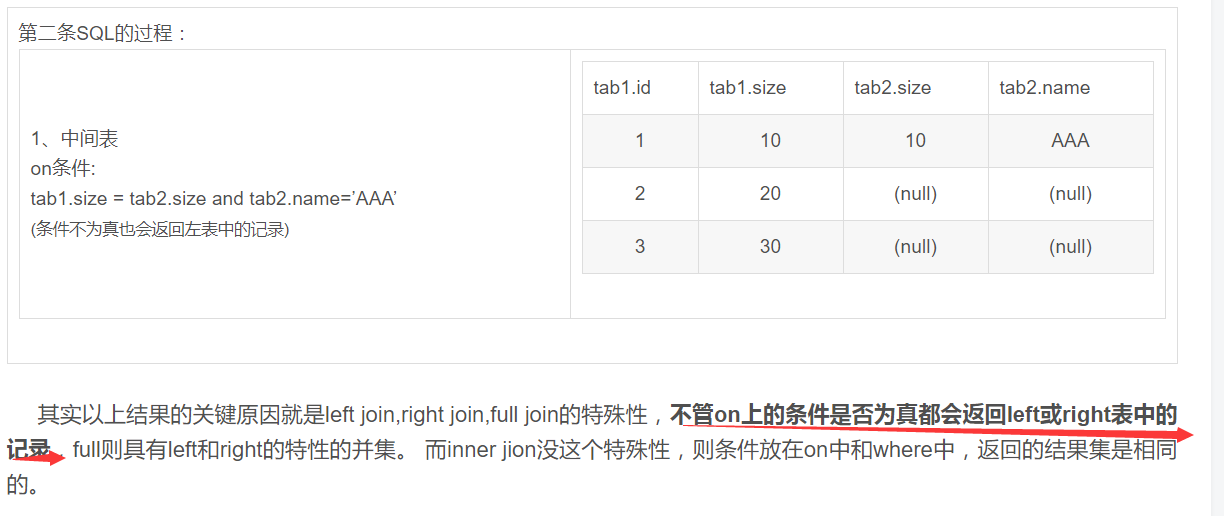 第二条SQL的过程：
1、中间表
on条件:
tab1.size = tab2.size and tab2.name=’AAA’
(条件不为真也会返回左表中的记录)
tab1.id tab1.size tab2.size tab2.name
1 10 10 AAA
2 20 (null) (null)
3 30 (null) (null)
其实以上结果的关键原因就是left join,right join,full join的特殊性，不管on上的条件是否为真都会返回left或right表中的
记录，full则具有left和right的特性的并集。 而inner jion没这个特殊性，则条件放在on中和where中，返回的结果集是相同
的。